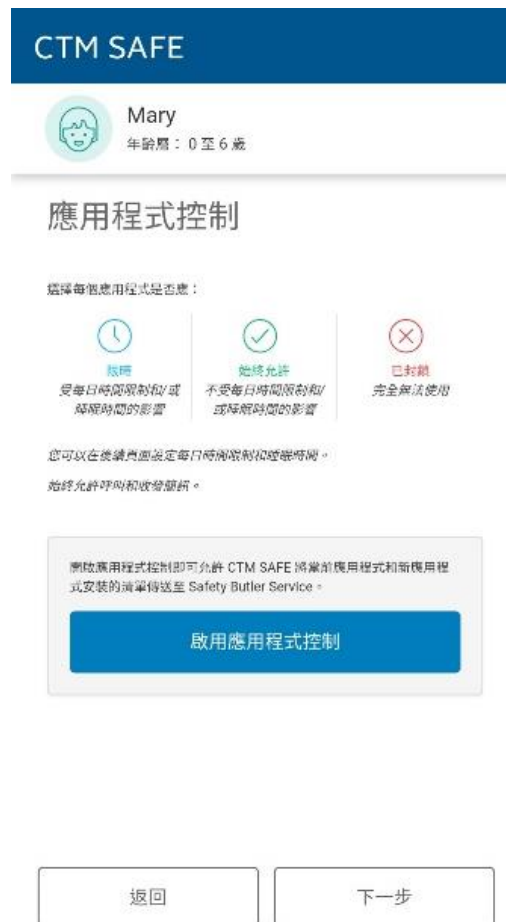 CTM SAFE
Mary
年齡層：0 至 6 歲
應用程式控制
選擇每個應用程式是否應：
限時
受每日時間限制和/或
睡眠時間的影響
始終允許
不受每日時間限制和/
或睡眠時間的影響
已封鎖
完全無法使用
您可以在後續頁面設定每日時間限制和睡眠時間。
始終允許呼叫和收發簡訊。
開啟應用程式控制即可允許 CTM SAFE 將當前應用程式和新應用程
式安裝的清單傳送至 Safety Butler Service。
啟用應用程式控制
返回
下一步